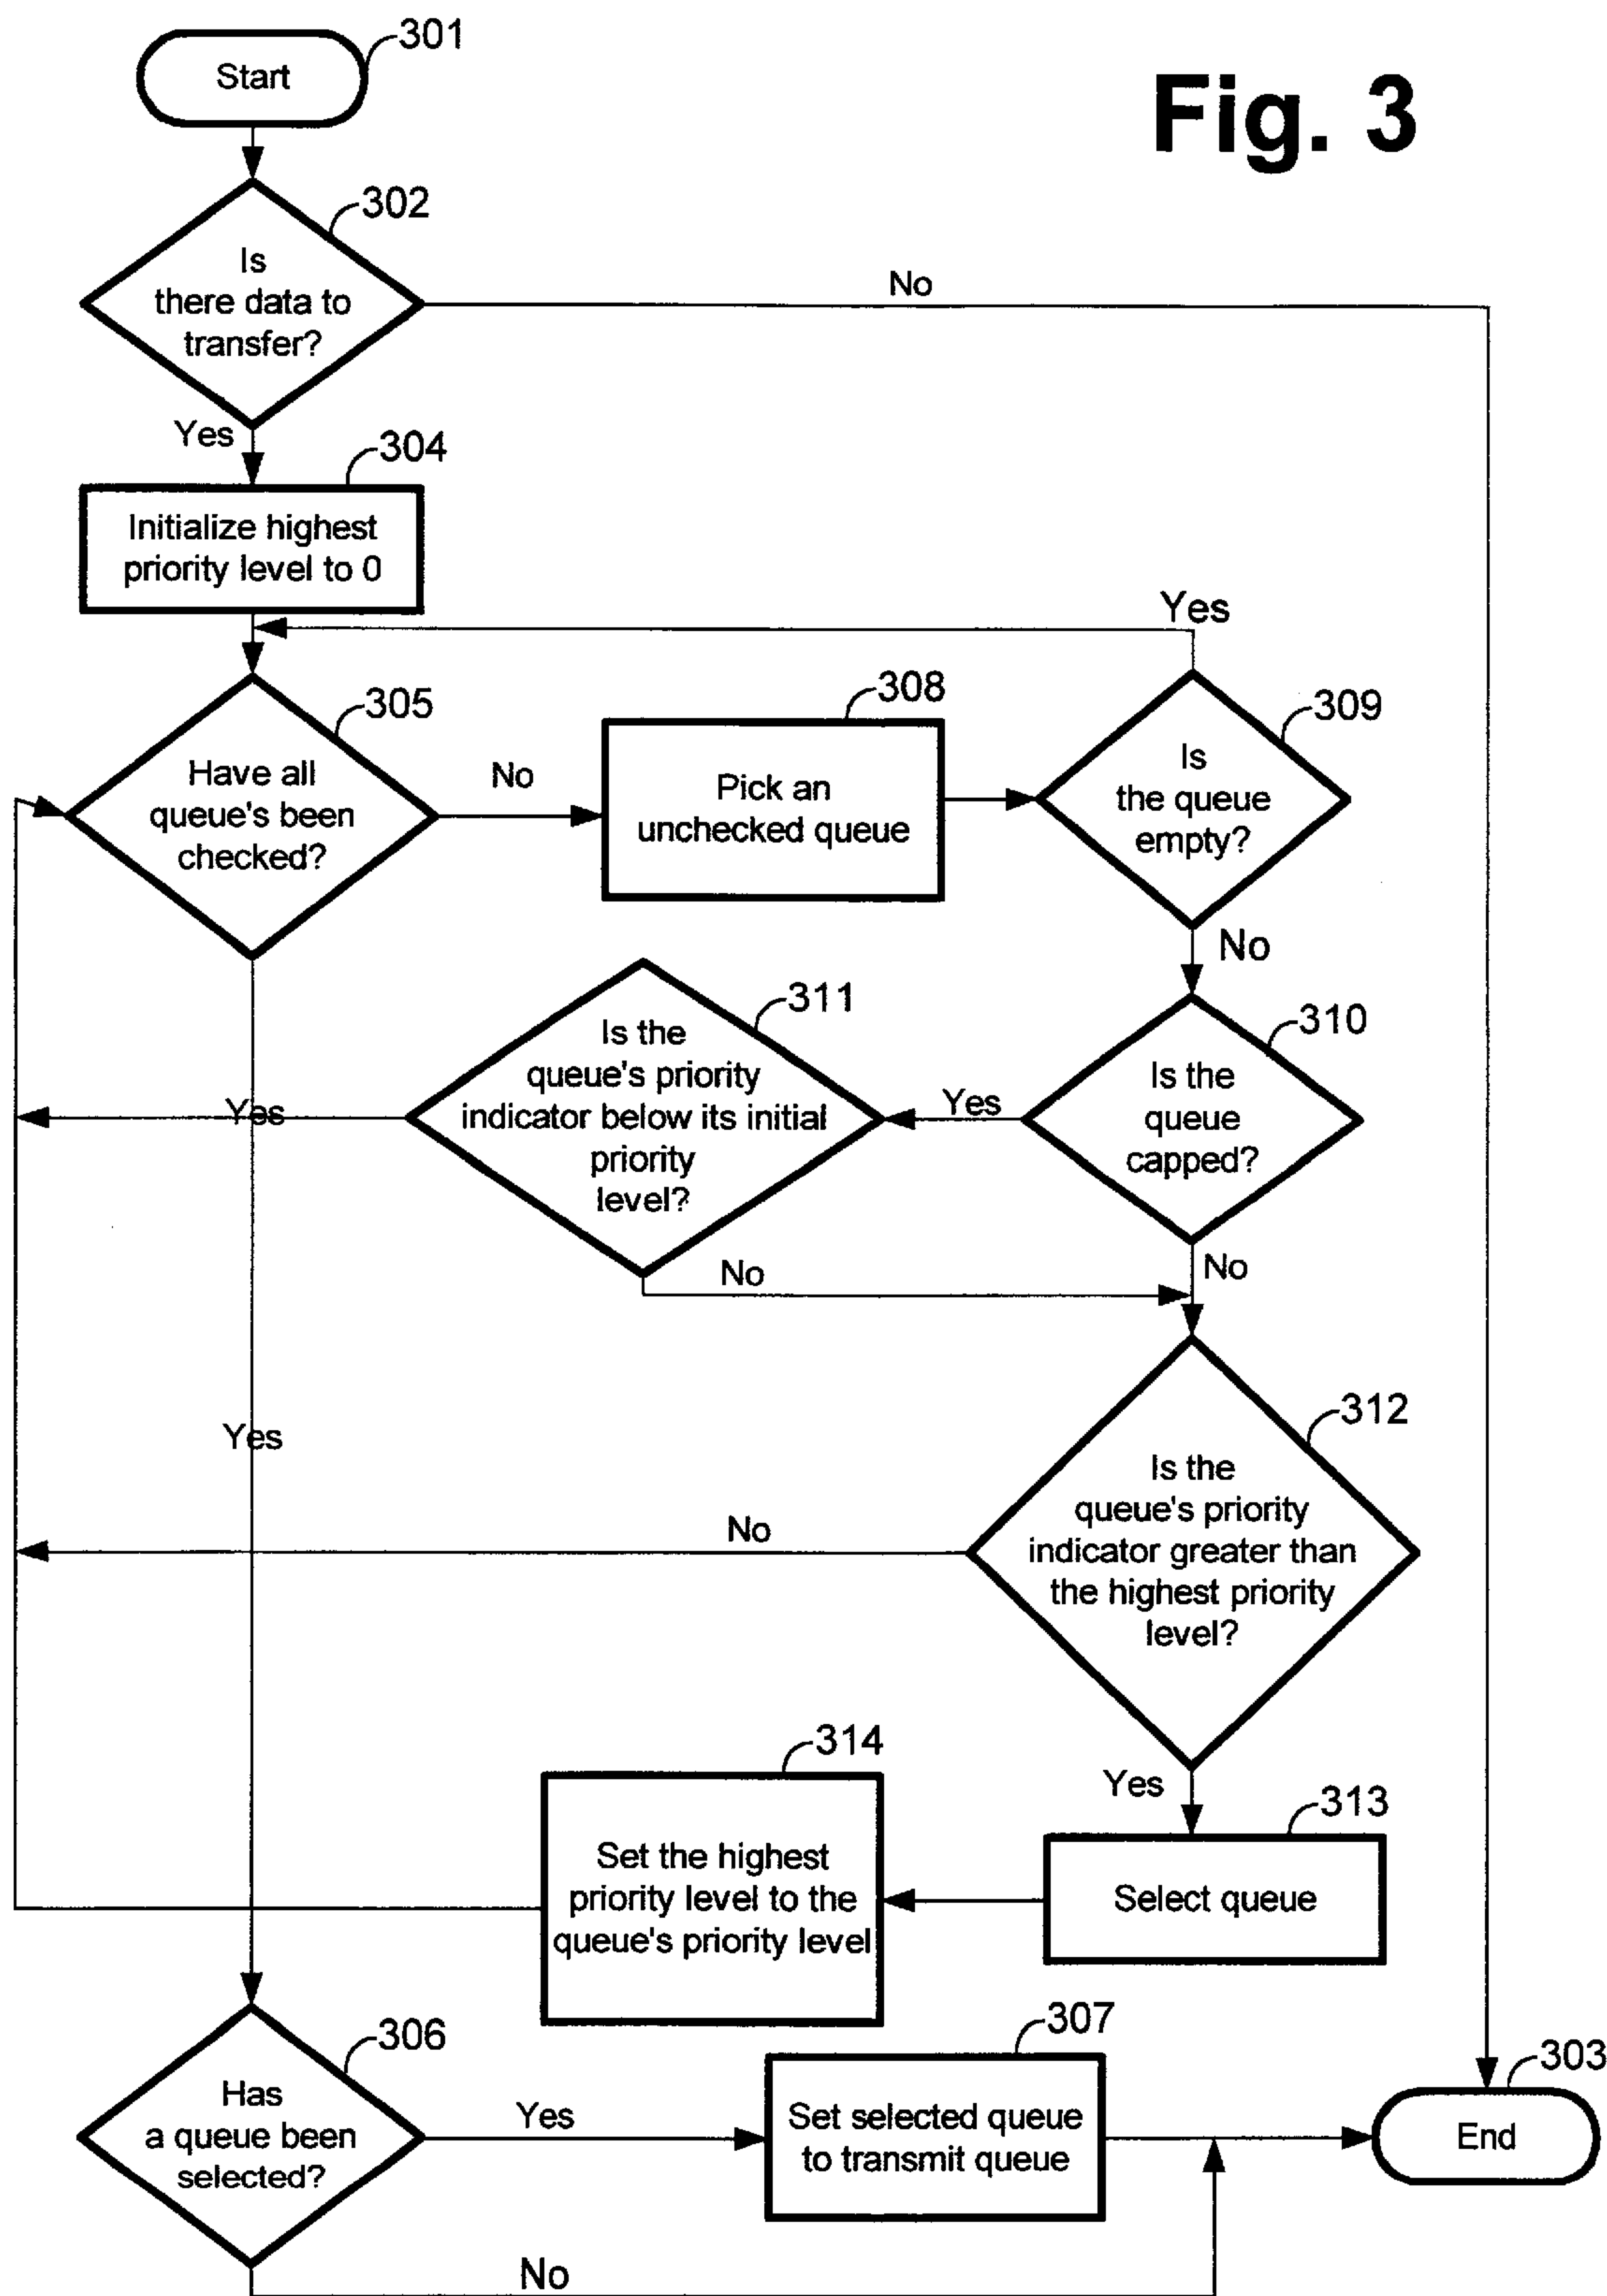 Fig. 3
301
Start
302
Is
there data to
transfer?
No
Yes
304
Initialize highest
priority level to 0
Yes
305
Have all
queue's been
checked?
No
308
Pick an
unchecked queue
309
Is
the queue
empty?
No
311
Is the
queue's priority
indicator below its initial
priority
level?
310
Is the
queue
capped?
Yes
Yes
No
No
312
Is the
queue's priority
indicator greater than
the highest priority
level?
Yes
No
314
Set the highest
priority level to the
queue's priority level
Yes
313
Select queue
306
Has
a queue been
selected?
Yes
307
Set selected queue
to transmit queue
303
End
No